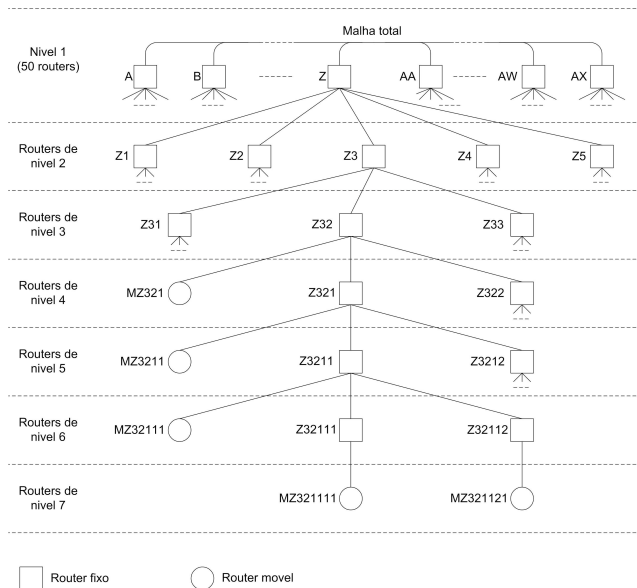 Malha total
Nivel 1
(50 routers)
A
B
Z
AA
AW
AX
Routers de
nivel 2
Z1
Z2
Z3
Z4
Z5
Routers de
nivel 3
Z31
Z32
Z33
Routers de
nivel 4
MZ321
Z321
Z322
Routers de
nivel 5
MZ3211
Z3211
Z3212
Routers de
nivel 6
MZ32111
Z32111
Z32112
Routers de
nivel 7
MZ321111
MZ321121
Router fixo
Router movel